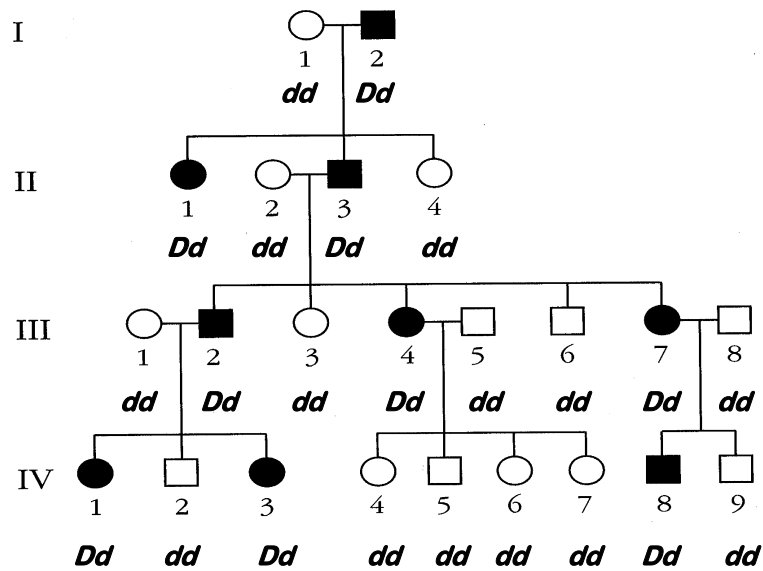 I
1 2
dd Dd
II
1 2 3 4
Dd dd Dd dd
III
1 2 3 4 5 6 7 8
dd Dd dd Dd dd dd Dd dd
IV
1 2 3 4 5 6 7 8 9
Dd dd Dd dd dd dd dd Dd dd